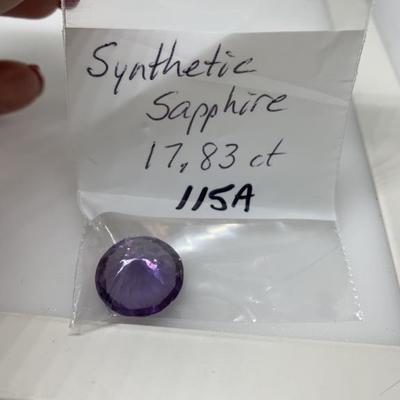 Synthetic
Sapphire
17,83 ct
115A